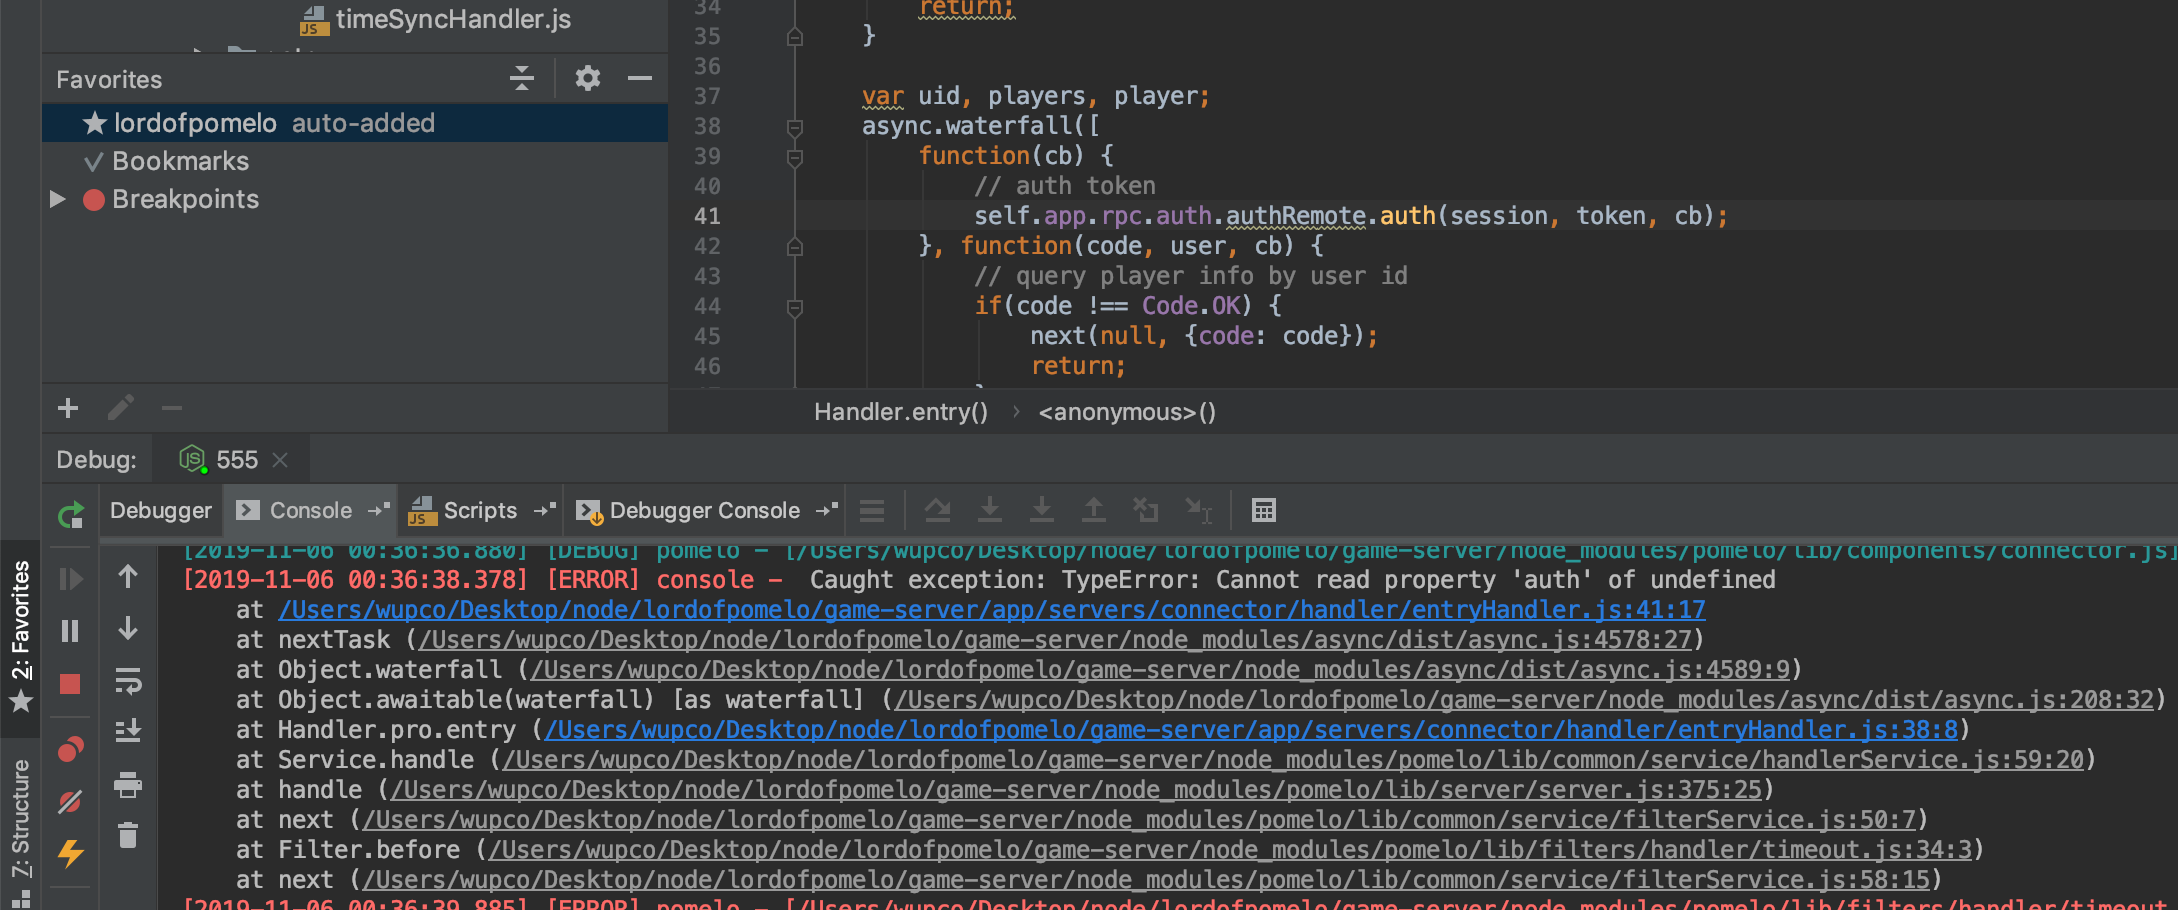 timeSyncHandler.js
Favorites
lordofpomelo auto-added
Bookmarks
Breakpoints
34 return;
35 }
36
37 var uid, players, player;
38 async.waterfall([
39 function(cb) {
40 // auth token
41 self.app.rpc.auth.authRemote.auth(session, token, cb);
42 }, function(code, user, cb) {
43 // query player info by user id
44 if(code !== Code.OK) {
45 next(null, {code: code});
46 return;
Handler.entry() › <anonymous>()
Debug: 555
Debugger Console Scripts Debugger Console
2: Favorites
7: Structure
[2019-11-06 00:36:36.880] [DEBUG] pomelo - [/Users/wupco/Desktop/node/lordofpomelo/game-server/node_modules/pomelo/lib/components/connector.js]
[2019-11-06 00:36:38.378] [ERROR] console - Caught exception: TypeError: Cannot read property 'auth' of undefined
at /Users/wupco/Desktop/node/lordofpomelo/game-server/app/servers/connector/handler/entryHandler.js:41:17
at nextTask (/Users/wupco/Desktop/node/lordofpomelo/game-server/node_modules/async/dist/async.js:4578:27)
at Object.waterfall (/Users/wupco/Desktop/node/lordofpomelo/game-server/node_modules/async/dist/async.js:4589:9)
at Object.awaitable(waterfall) [as waterfall] (/Users/wupco/Desktop/node/lordofpomelo/game-server/node_modules/async/dist/async.js:208:32)
at Handler.pro.entry (/Users/wupco/Desktop/node/lordofpomelo/game-server/app/servers/connector/handler/entryHandler.js:38:8)
at Service.handle (/Users/wupco/Desktop/node/lordofpomelo/game-server/node_modules/pomelo/lib/common/service/handlerService.js:59:20)
at handle (/Users/wupco/Desktop/node/lordofpomelo/game-server/node_modules/pomelo/lib/server/server.js:375:25)
at next (/Users/wupco/Desktop/node/lordofpomelo/game-server/node_modules/pomelo/lib/common/service/filterService.js:50:7)
at Filter.before (/Users/wupco/Desktop/node/lordofpomelo/game-server/node_modules/pomelo/lib/filters/handler/timeout.js:34:3)
at next (/Users/wupco/Desktop/node/lordofpomelo/game-server/node_modules/pomelo/lib/common/service/filterService.js:58:15)
[2019-11-06 00:36:39.885] [ERROR] pomelo - [/Users/wupco/Desktop/node/lordofpomelo/game-server/node_modules/pomelo/lib/filters/handler/timeout